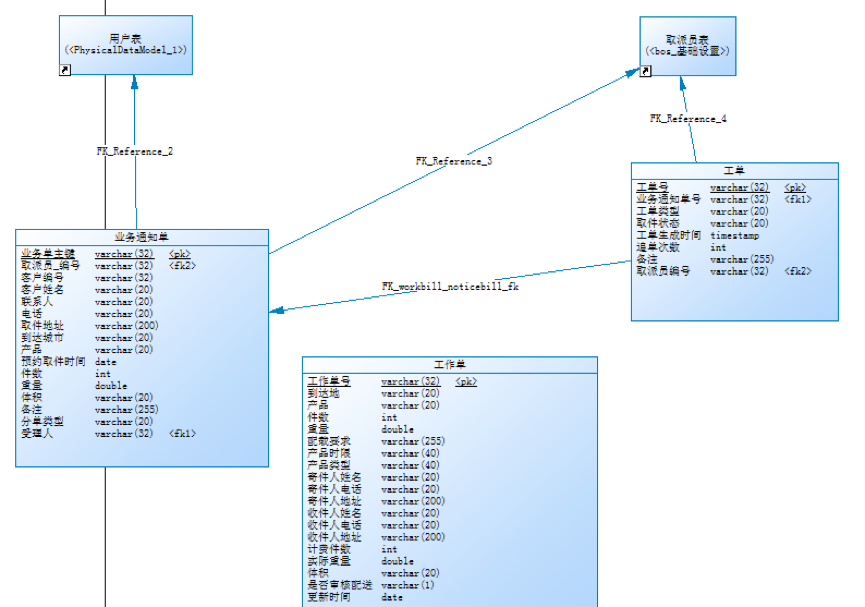 用户表
(<PhysicalDataModel_1>)
取派员表
(<bos_基础设置>)
FK_Reference_2
FK_Reference_3
FK_Reference_4
FK_workbill_noticebill_fk
工单
工单号 varchar(32) <pk>
业务通知单号 varchar(32) <fk1>
工单类型 varchar(20)
取件状态 varchar(20)
工单生成时间 timestamp
追单次数 int
备注 varchar(255)
取派员编号 varchar(32) <fk2>
业务通知单
业务单主键 varchar(32) <pk>
取派员_编号 varchar(32) <fk2>
客户编号 varchar(32)
客户姓名 varchar(20)
联系人 varchar(20)
电话 varchar(20)
取件地址 varchar(200)
到达城市 varchar(20)
产品 varchar(20)
预约取件时间 date
件数 int
重量 double
体积 varchar(20)
备注 varchar(255)
分单类型 varchar(20)
受理人 varchar(32) <fk1>
工作单
工作单号 varchar(32) <pk>
到达地 varchar(20)
产品 varchar(20)
件数 int
重量 double
配载要求 varchar(255)
产品时限 varchar(40)
产品类型 varchar(40)
寄件人姓名 varchar(20)
寄件人电话 varchar(20)
寄件人地址 varchar(200)
收件人姓名 varchar(20)
收件人电话 varchar(20)
收件人地址 varchar(200)
计费件数 int
实际重量 double
体积 varchar(20)
是否审核配送 varchar(1)
更新时间 date